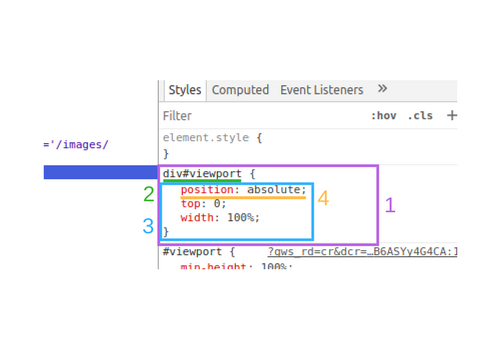 Styles Computed Event Listeners »
Filter :hov .cls +
element.style {
='/images/
}
div#viewport {
2 position: absolute; 4
top: 0; 1
3 width: 100%;
}
#viewport { ?gws_rd=cr&dcr=…B6ASYy4G4CA:1
min-height: 100%;